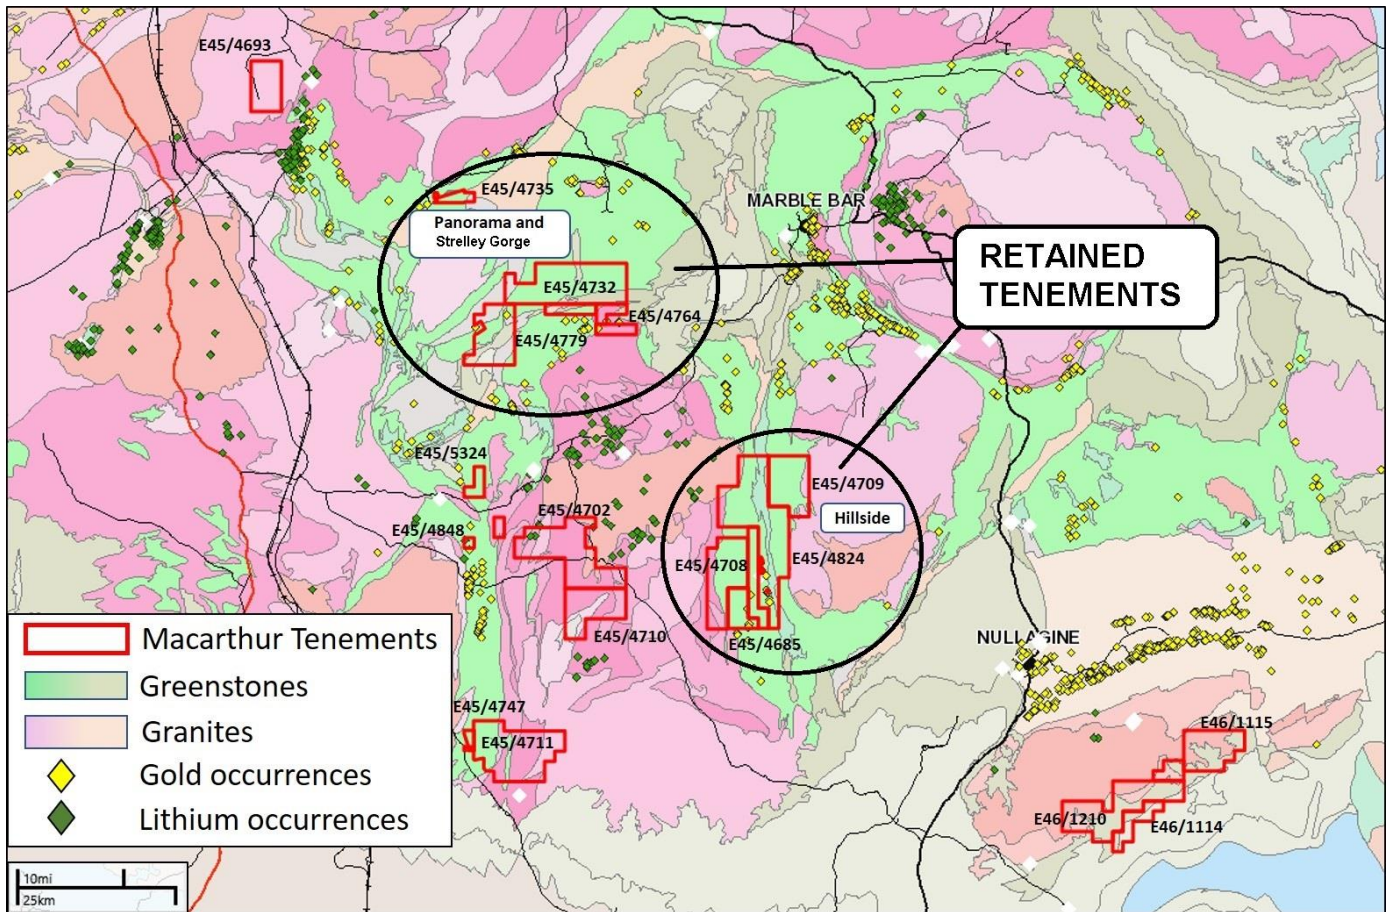 E45/4693
E45/4735
Panorama and
Strelley Gorge
MARBLE BAR
RETAINED
TENEMENTS
E45/4732
E45/4764
E45/4779
E45/5324
E45/4709
Hillside
E45/4702
E45/4848
E45/4708
E45/4824
E45/4710
E45/4685
NULLAGINE
E45/4747
E45/4711
E46/1115
E46/1210
E46/1114
Macarthur Tenements
Greenstones
Granites
Gold occurrences
Lithium occurrences
10mi
25km